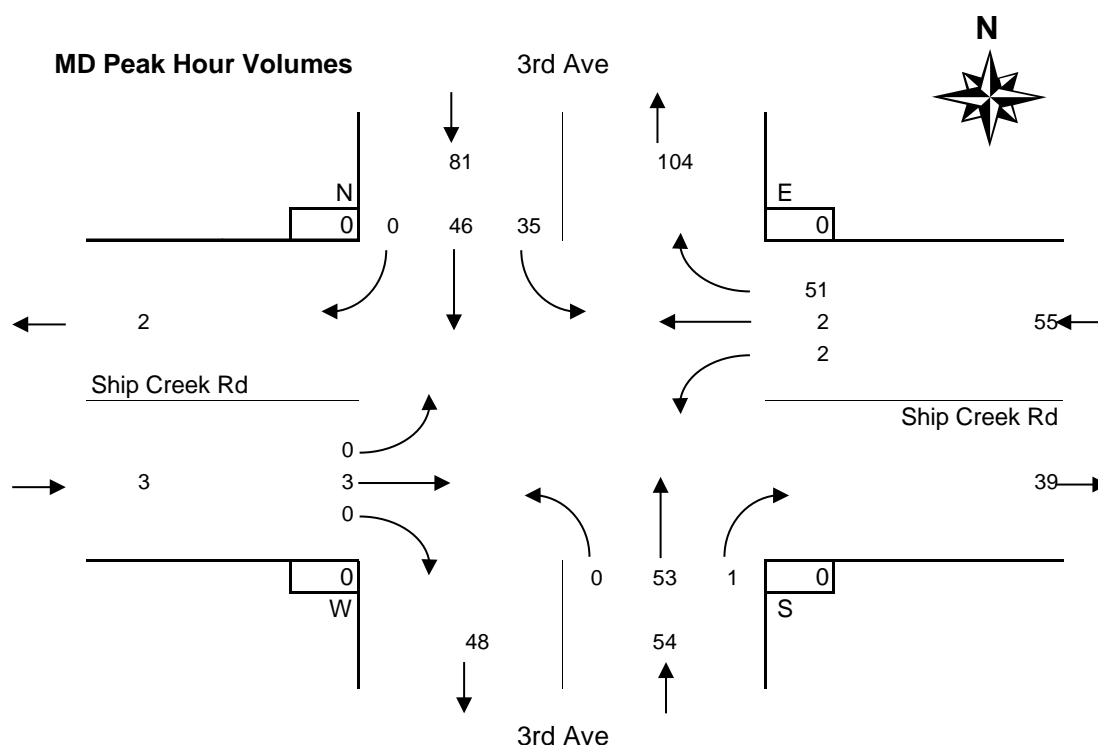 N
MD Peak Hour Volumes 3rd Ave
81 104
N E
0 0 46 35 0
51
2 2 55
2
Ship Creek Rd
Ship Creek Rd
0
3 3 39
0
0 0 53 1 0
W S
48 54
3rd Ave